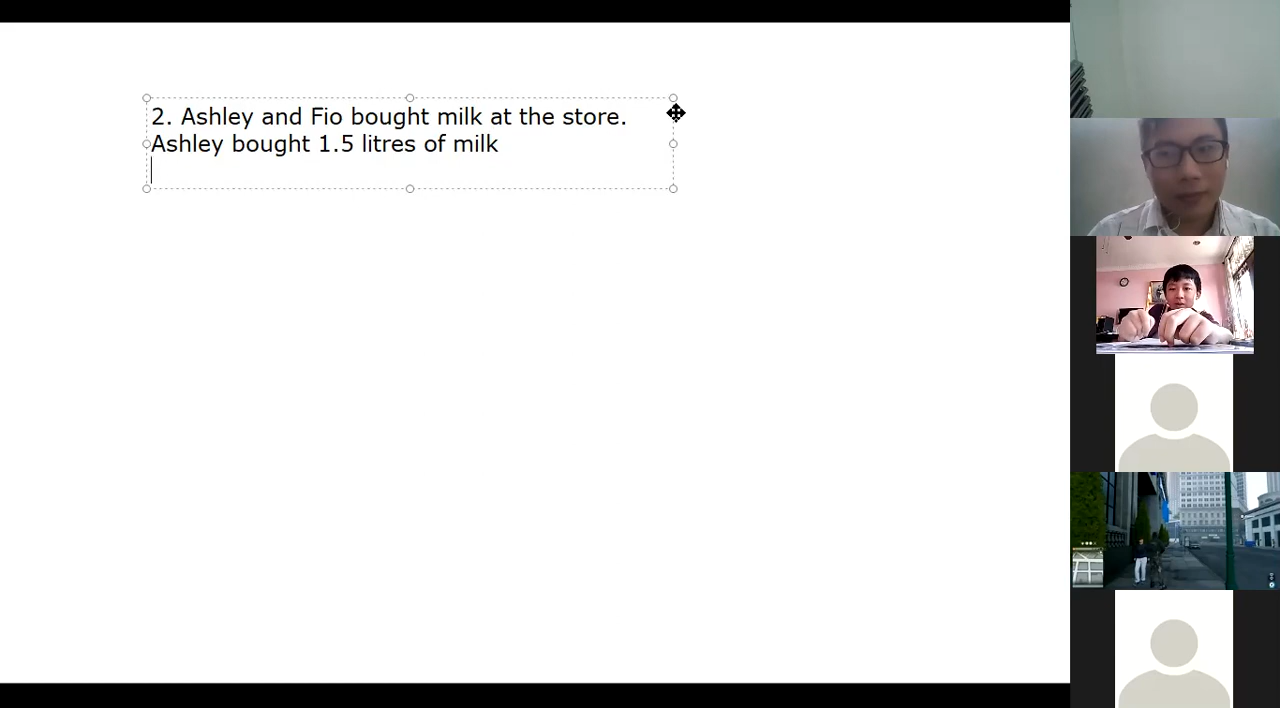 2. Ashley and Fio bought milk at the store.
Ashley bought 1.5 litres of milk